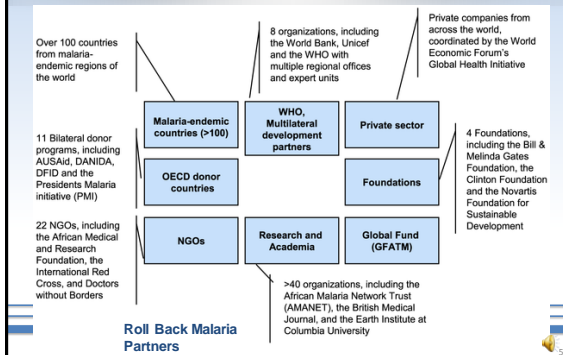 Over 100 countries
from malaria-
endemic regions of
the world
8 organizations, including
the World Bank, Unicef
and the WHO with
multiple regional offices
and expert units
Private companies from
across the world,
coordinated by the World
Economic Forum's
Global Health Initiative
Malaria-endemic
countries (>100)
WHO,
Multilateral
development
partners
Private sector
11 Bilateral donor
programs, including
AUSAid, DANIDA,
DFID and the
Presidents Malaria
initiative (PMI)
OECD donor
countries
Foundations
4 Foundations,
including the Bill &
Melinda Gates
Foundation, the
Clinton Foundation
and the Novartis
Foundation for
Sustainable
Development
22 NGOs, including
the African Medical
and Research
Foundation, the
International Red
Cross, and Doctors
without Borders
NGOs
Research and
Academia
Global Fund
(GFATM)
>40 organizations, including the
African Malaria Network Trust
(AMANET), the British Medical
Journal, and the Earth Institute at
Columbia University
Roll Back Malaria
Partners
5